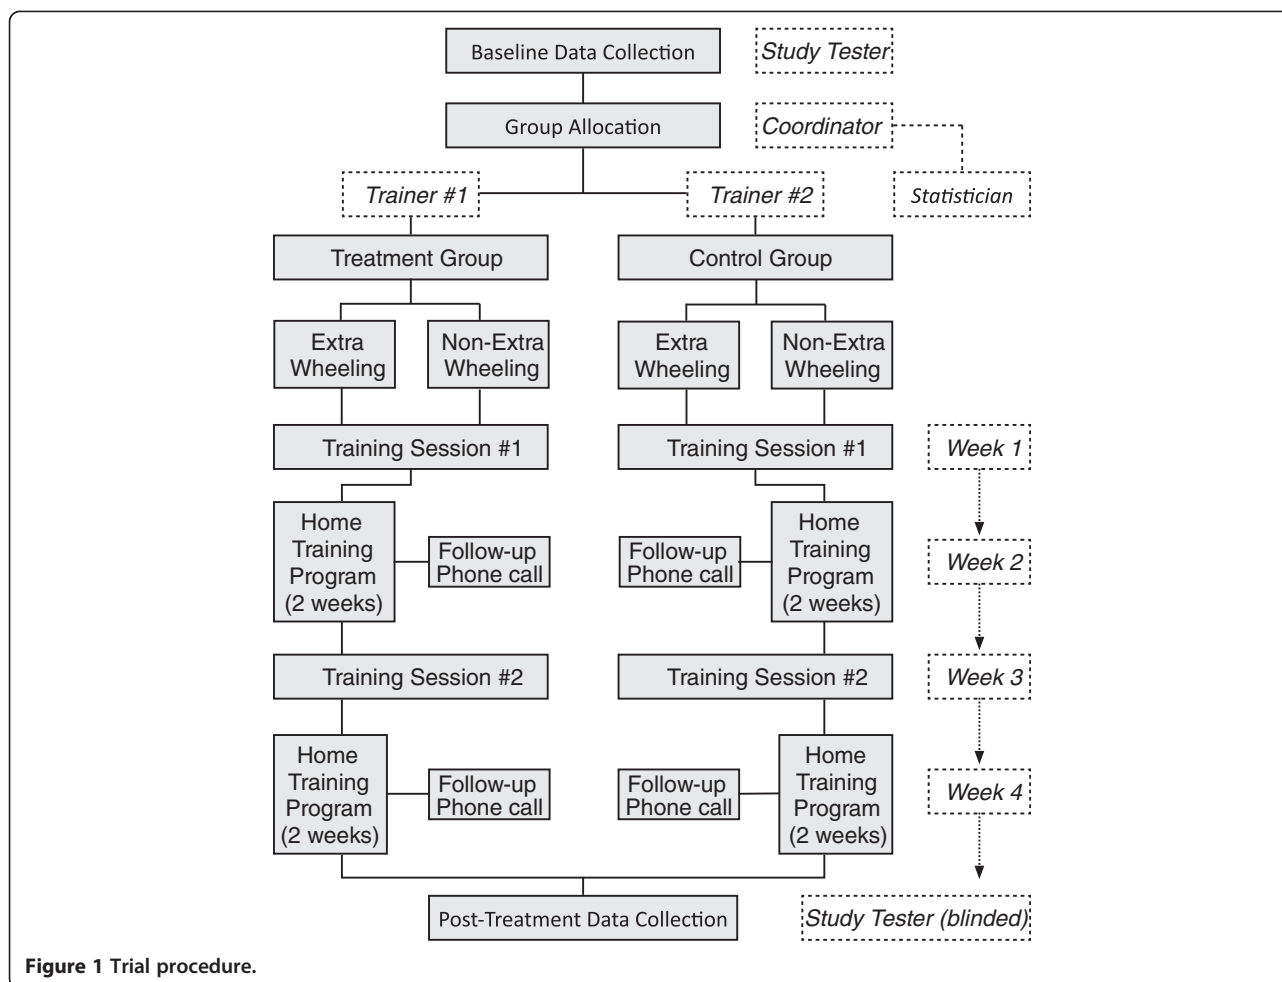 Baseline Data Collection
Study Tester
Group Allocation
Coordinator
Trainer #1
Trainer #2
Statistician
Treatment Group
Control Group
Extra
Wheeling
Non-Extra
Wheeling
Extra
Wheeling
Non-Extra
Wheeling
Training Session #1
Training Session #1
Week 1
Home
Training
Program
(2 weeks)
Follow-up
Phone call
Follow-up
Phone call
Home
Training
Program
(2 weeks)
Week 2
Training Session #2
Training Session #2
Week 3
Home
Training
Program
(2 weeks)
Follow-up
Phone call
Follow-up
Phone call
Home
Training
Program
(2 weeks)
Week 4
Post-Treatment Data Collection
Study Tester (blinded)
Figure 1 Trial procedure.